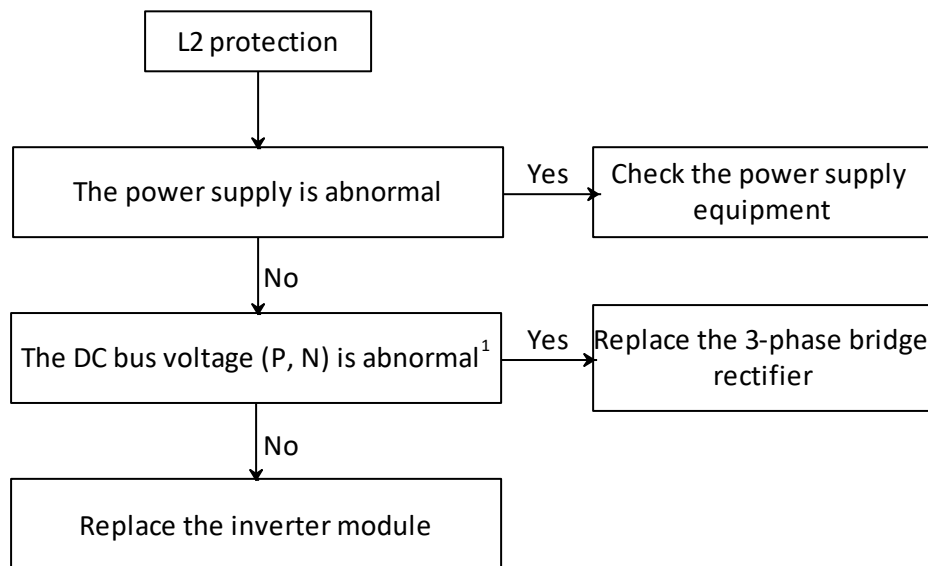 L2 protection
The power supply is abnormal
Yes
Check the power supply
equipment
No
The DC bus voltage (P, N) is abnormal¹
Yes
Replace the 3-phase bridge
rectifier
No
Replace the inverter module